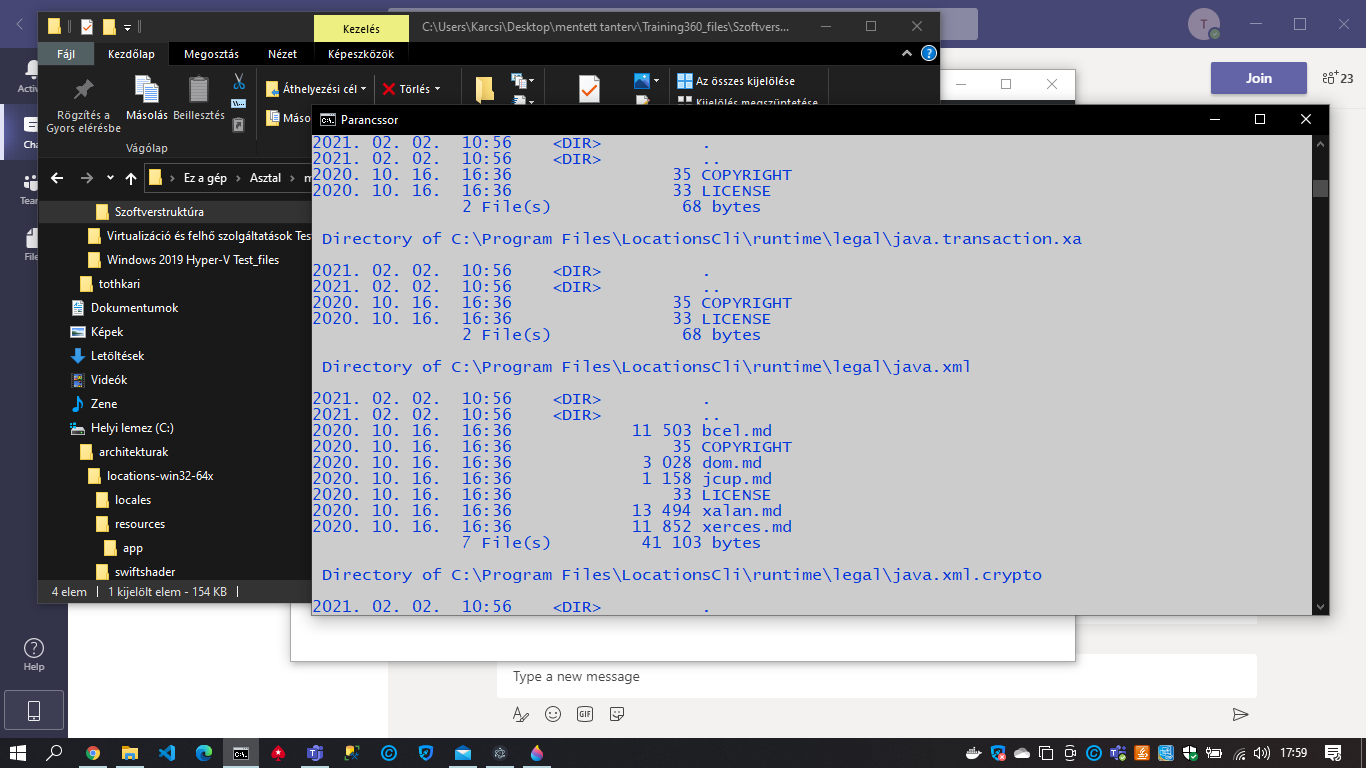 Kezelés
C:\Users\Karcsi\Desktop\mentett tanterv\Training360_files\Szoftvers...
T
Fájl
Kezdőlap
Megosztás
Nézet
Képeszközök
Join
23
Rögzítés a
Gyors elérésbe
Másolás
Beillesztés
Vágólap
Áthelyezési cél
Törlés
Az összes kijelölése
Kijelölés megszüntetése
Help
Ez a gép
Asztal
Szoftverstruktúra
Virtualizáció és felhő szolgáltatások Tes
Windows 2019 Hyper-V Test_files
tothkari
Dokumentumok
Képek
Letöltések
Videók
Zene
Helyi lemez (C:)
architekturak
locations-win32-64x
locales
resources
app
swiftshader
4 elem
1 kijelölt elem - 154 KB
Parancssor
2021. 02. 02. 10:56 <DIR> .
2021. 02. 02. 10:56 <DIR> ..
2020. 10. 16. 16:36 35 COPYRIGHT
2020. 10. 16. 16:36 33 LICENSE
2 File(s) 68 bytes
Directory of C:\Program Files\LocationsCli\runtime\legal\java.transaction.xa
2021. 02. 02. 10:56 <DIR> .
2021. 02. 02. 10:56 <DIR> ..
2020. 10. 16. 16:36 35 COPYRIGHT
2020. 10. 16. 16:36 33 LICENSE
2 File(s) 68 bytes
Directory of C:\Program Files\LocationsCli\runtime\legal\java.xml
2021. 02. 02. 10:56 <DIR> .
2021. 02. 02. 10:56 <DIR> ..
2020. 10. 16. 16:36 11 503 bcel.md
2020. 10. 16. 16:36 35 COPYRIGHT
2020. 10. 16. 16:36 3 028 dom.md
2020. 10. 16. 16:36 1 158 jcup.md
2020. 10. 16. 16:36 33 LICENSE
2020. 10. 16. 16:36 13 494 xalan.md
2020. 10. 16. 16:36 11 852 xerces.md
7 File(s) 41 103 bytes
Directory of C:\Program Files\LocationsCli\runtime\legal\java.xml.crypto
2021. 02. 02. 10:56 <DIR> .
Type a new message
GIF
17:59